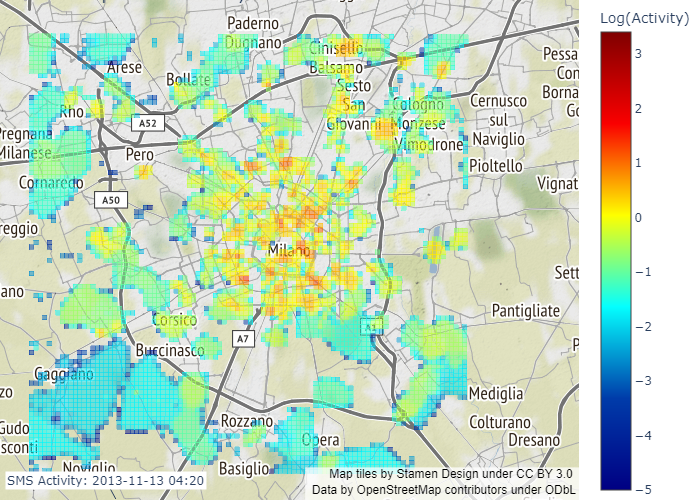 Log(Activity)
Paderno
Dugnano
Cinisello
Balsamo
Arese
Bollate
Sesto
San
Giovanni
Cologno
Monzese
Rho
A52
Cernusco
sul
Naviglio
Pessa
Con
Borna
Go
Pregnana
Milanese
Pero
Vimodrone
Pioltello
Cornaredo
A50
Vignat
reggio
Milano
Sett
ano
Pantigliate
Corsico
A1
A7
Buccinasco
P
Gaggiano
zo
Mediglia
Rozzano
Colturano
Dresano
Gudo
sconti
Opera
Basiglio
Noviglio
SMS Activity: 2013-11-13 04:20
Map tiles by Stamen Design under CC BY 3.0
Data by OpenStreetMap contributors under ODbL
3
2
1
0
−1
−2
−3
−4
−5